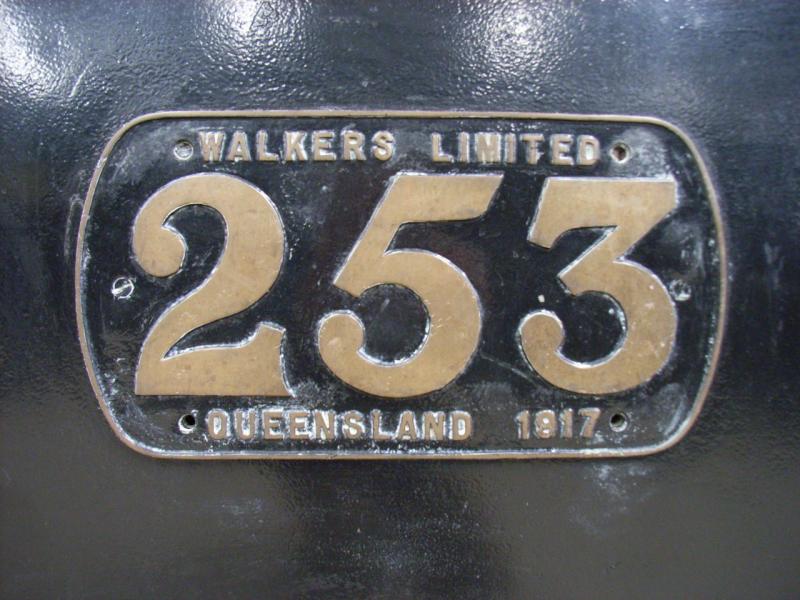 WALKERS LIMITED
253
QUEENSLAND 1917